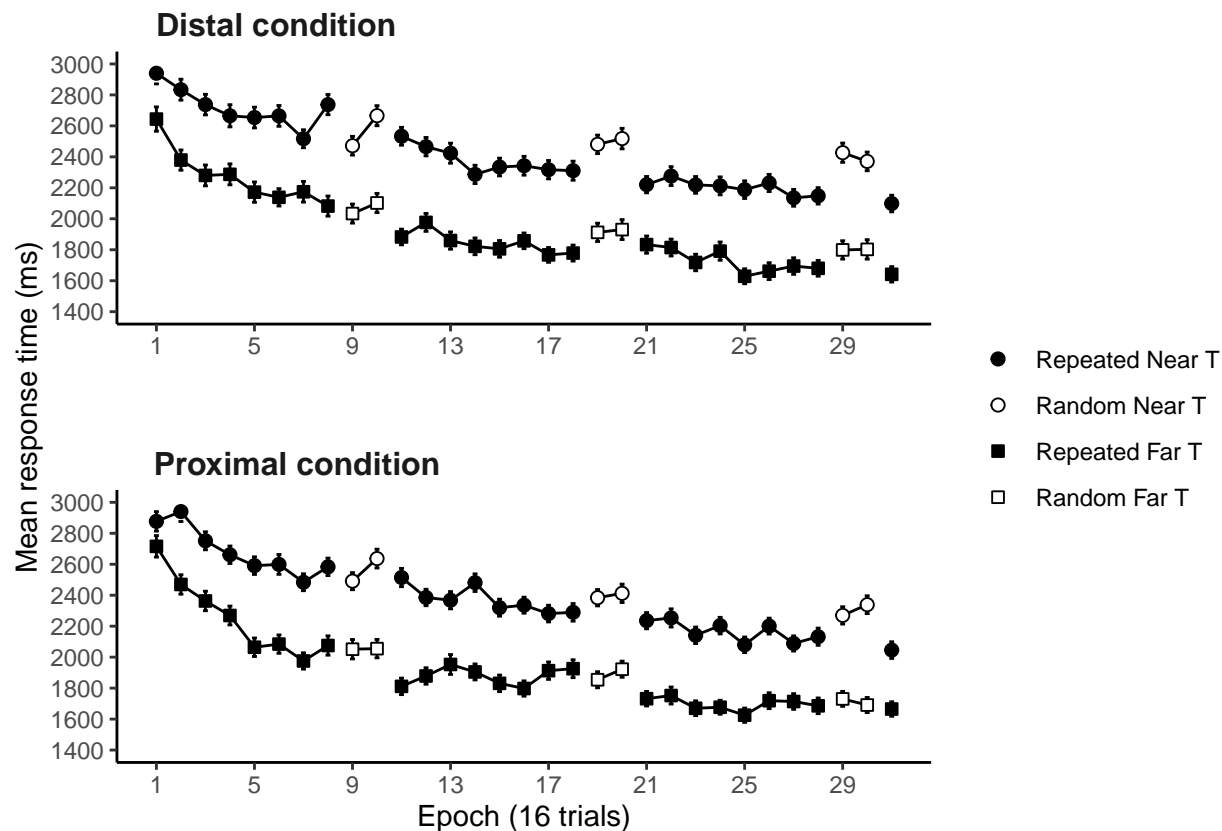 Distal condition
3000
2800
2600
2400
2200
2000
1800
1600
1400
1 5 9 13 17 21 25 29
Mean response time (ms)
Repeated Near T
Random Near T
Repeated Far T
Random Far T
Proximal condition
3000
2800
2600
2400
2200
2000
1800
1600
1400
1 5 9 13 17 21 25 29
Epoch (16 trials)